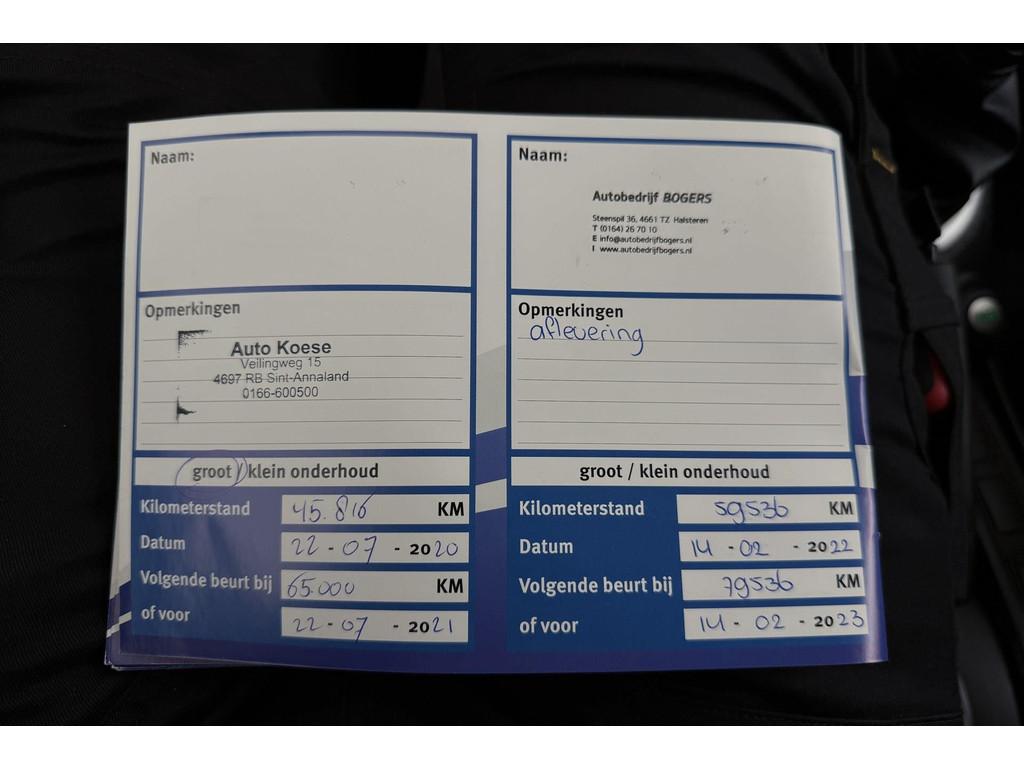 Naam:
Opmerkingen
Auto Koese
Veilingweg 15
4697 RB Sint-Annaland
0166-600500
groot / klein onderhoud
Kilometerstand 45.816 KM
Datum 22-07-2020
Volgende beurt bij 65.000 KM
of voor 22-07-2021
Naam:
Autobedrijf BOGERS
Steenspil 36, 4661 TZ Halsteren
T (0164) 26 70 10
E info@autobedrijfbogers.nl
I www.autobedrijfbogers.nl
Opmerkingen
aflevering
groot / klein onderhoud
Kilometerstand 59536 KM
Datum 14-02-2022
Volgende beurt bij 79536 KM
of voor 14-02-2023